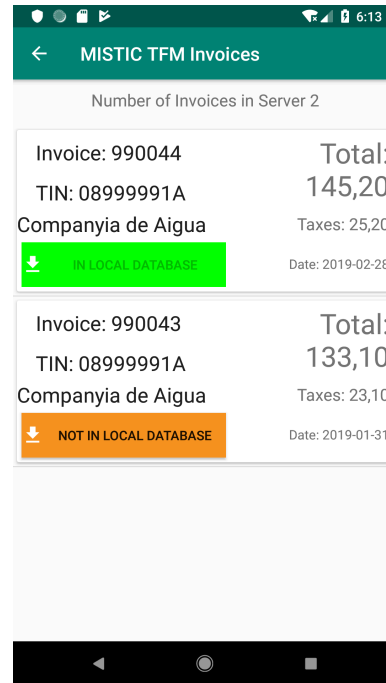 6:13
MISTIC TFM Invoices
Number of Invoices in Server 2
Invoice: 990044
Total:
TIN: 08999991A
145,20
Companyia de Aigua
Taxes: 25,20
IN LOCAL DATABASE
Date: 2019-02-28
Invoice: 990043
Total:
TIN: 08999991A
133,10
Companyia de Aigua
Taxes: 23,10
NOT IN LOCAL DATABASE
Date: 2019-01-31